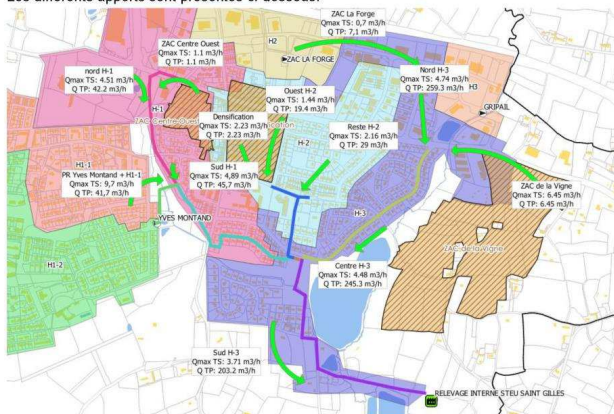 Les différents apports sont présentés ci-dessous:
ZAC La Forge
Qmax TS: 0,7 m3/h
Q TP: 7,1 m3/h
ZAC Centre Ouest
Qmax TS: 1.1 m3/h
Q TP: 1.1 m3/h
H2
ZAC LA FORGE
nord H-1
Qmax TS: 4.51 m3/h
Q TP: 42.2 m3/h
Nord H-3
Qmax TS: 4.74 m3/h
Q TP: 259.3 m3/h
H3
Ouest H-2
Qmax TS: 1.44 m3/h
Q TP: 19.4 m3/h
H-1
GRIPAIL
Densification
Qmax TS: 2.23 m3/h
Q TP: 2.23 m3/h
Reste H-2
Qmax TS: 2.16 m3/h
Q TP: 29 m3/h
ZAC Centre Ouest
H-2
H1-1
PR Yves Montand + H1-1
Qmax TS: 9,7 m3/h
Q TP: 41,7 m3/h
Sud H-1
Qmax TS: 4,89 m3/h
Q TP: 45,7 m3/h
ZAC de la Vigne
Qmax TS: 6.45 m3/h
Q TP: 6.45 m3/h
YVES MONTAND
H-3
ZAC de la Vigne
H1-2
Centre H-3
Qmax TS: 4.48 m3/h
Q TP: 245.3 m3/h
Sud H-3
Qmax TS: 3.71 m3/h
Q TP: 203.2 m3/h
RELEVAGE INTERNE STEU SAINT GILLES